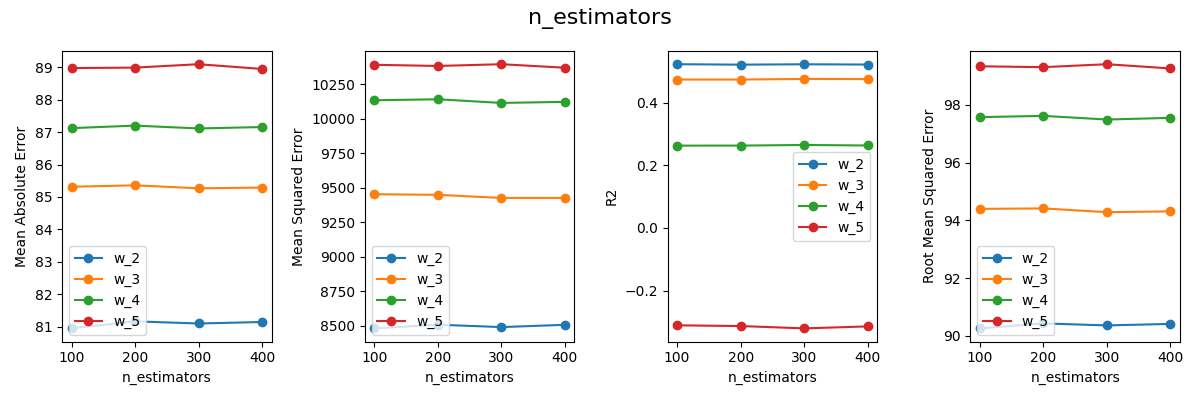 n_estimators
Mean Absolute Error
89
88
87
86
85
84
83
82
81
w_2
w_3
w_4
w_5
100 200 300 400
n_estimators
Mean Squared Error
10250
10000
9750
9500
9250
9000
8750
8500
w_2
w_3
w_4
w_5
100 200 300 400
n_estimators
R2
0.4
0.2
0.0
−0.2
w_2
w_3
w_4
w_5
100 200 300 400
n_estimators
Root Mean Squared Error
98
96
94
92
90
w_2
w_3
w_4
w_5
100 200 300 400
n_estimators